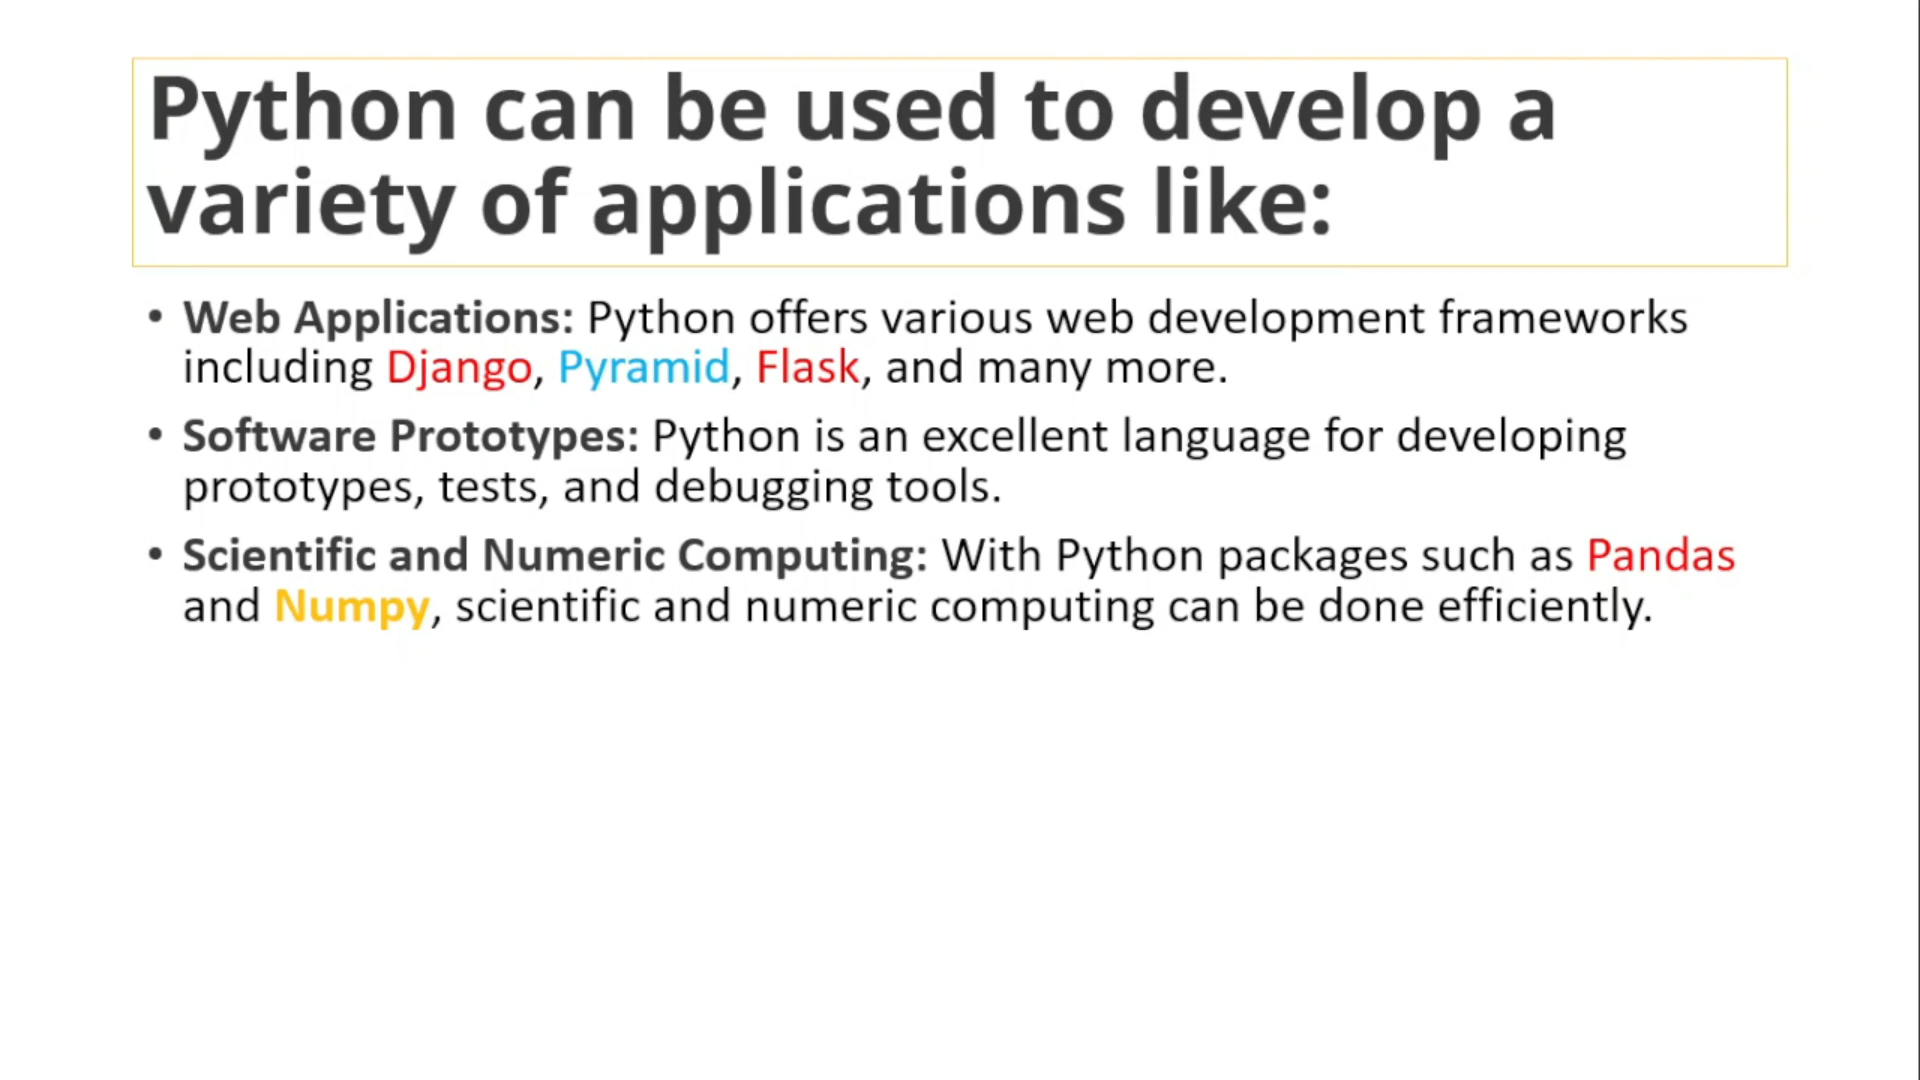 Python can be used to develop a
variety of applications like:
• Web Applications: Python offers various web development frameworks
including Django, Pyramid, Flask, and many more.
• Software Prototypes: Python is an excellent language for developing
prototypes, tests, and debugging tools.
• Scientific and Numeric Computing: With Python packages such as Pandas
and Numpy, scientific and numeric computing can be done efficiently.